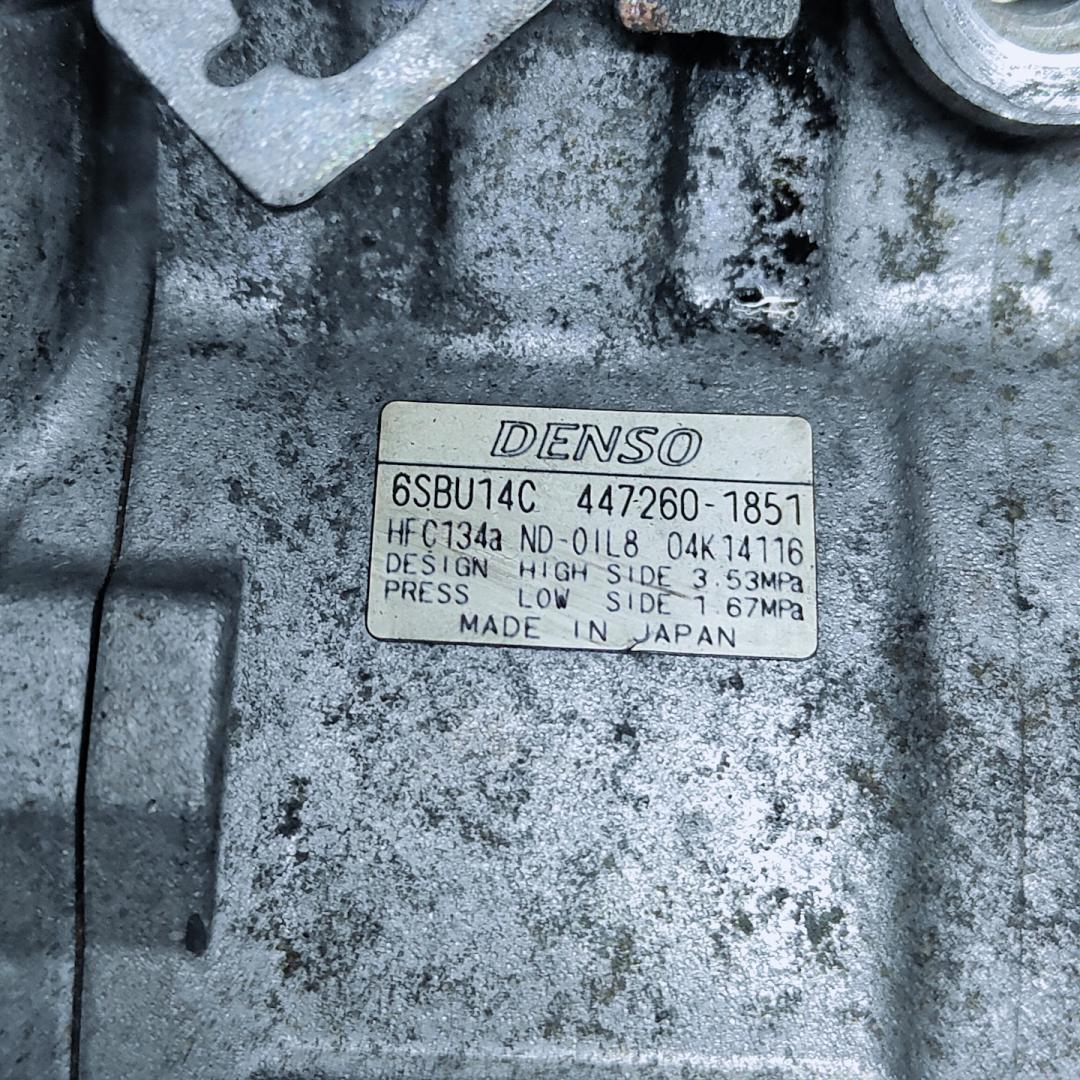 DENSO
6SBU14C 447260-1851
HFC134a ND-OIL8 04K14116
DESIGN HIGH SIDE 3.53MPa
PRESS LOW SIDE 1.67MPa
MADE IN JAPAN